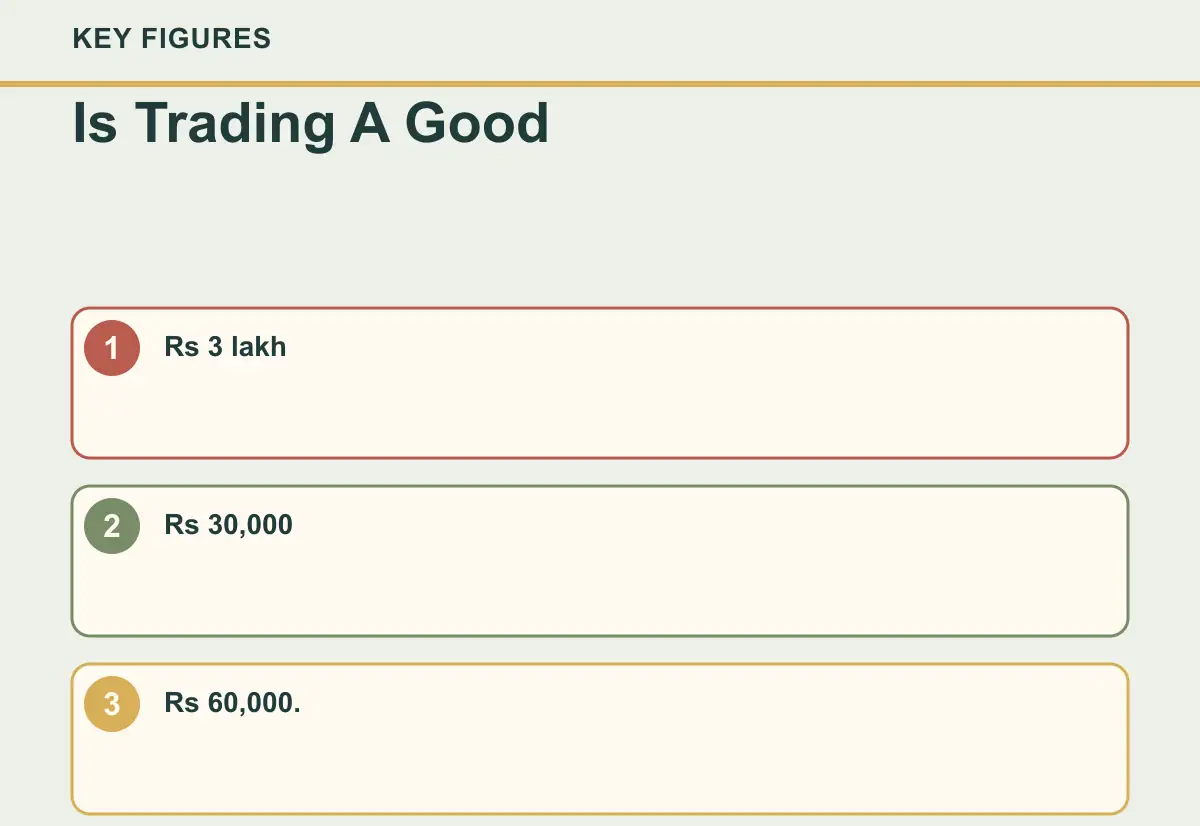 KEY FIGURES
Is Trading A Good
1 Rs 3 lakh
2 Rs 30,000
3 Rs 60,000.